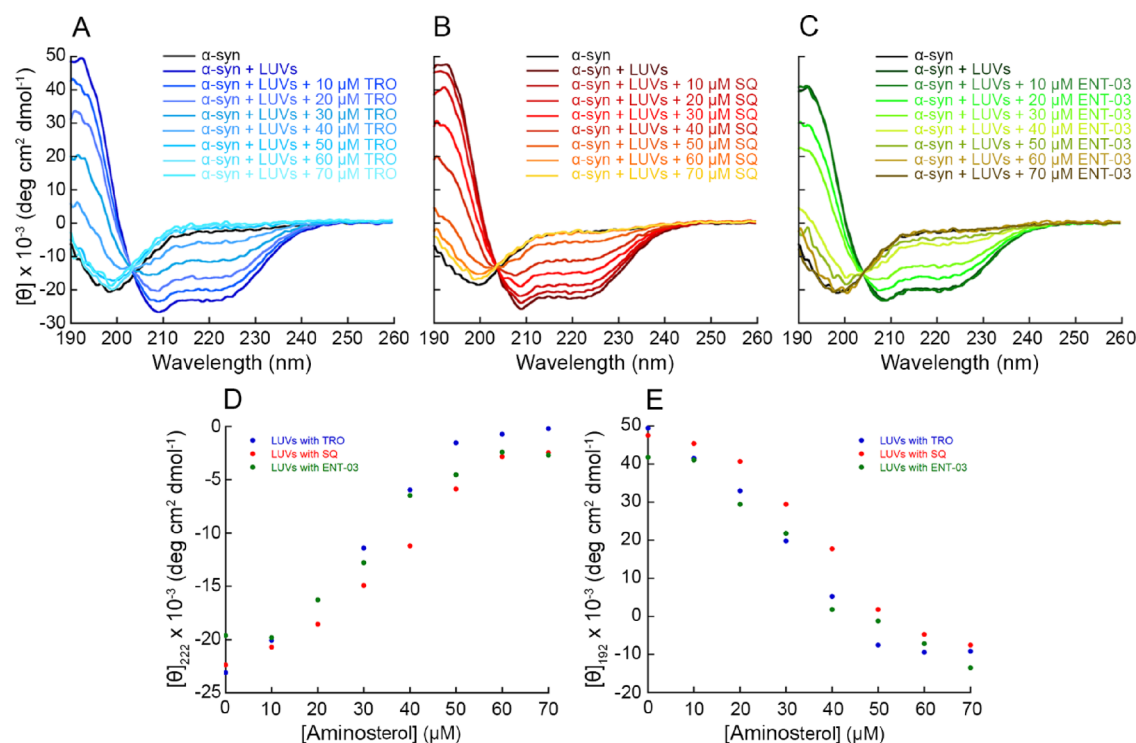 A
B
C
α-syn
α-syn + LUVs
α-syn + LUVs + 10 μM TRO
α-syn + LUVs + 20 μM TRO
α-syn + LUVs + 30 μM TRO
α-syn + LUVs + 40 μM TRO
α-syn + LUVs + 50 μM TRO
α-syn + LUVs + 60 μM TRO
α-syn + LUVs + 70 μM TRO
α-syn
α-syn + LUVs
α-syn + LUVs + 10 μM SQ
α-syn + LUVs + 20 μM SQ
α-syn + LUVs + 30 μM SQ
α-syn + LUVs + 40 μM SQ
α-syn + LUVs + 50 μM SQ
α-syn + LUVs + 60 μM SQ
α-syn + LUVs + 70 μM SQ
α-syn
α-syn + LUVs
α-syn + LUVs + 10 μM ENT-03
α-syn + LUVs + 20 μM ENT-03
α-syn + LUVs + 30 μM ENT-03
α-syn + LUVs + 40 μM ENT-03
α-syn + LUVs + 50 μM ENT-03
α-syn + LUVs + 60 μM ENT-03
α-syn + LUVs + 70 μM ENT-03
[θ] x 10⁻³ (deg cm² dmol⁻¹)
50
40
30
20
10
0
-10
-20
-30
190 200 210 220 230 240 250 260
Wavelength (nm)
190 200 210 220 230 240 250 260
Wavelength (nm)
190 200 210 220 230 240 250 260
Wavelength (nm)
D
LUVs with TRO
LUVs with SQ
LUVs with ENT-03
[θ]₂₂₂ x 10⁻³ (deg cm² dmol⁻¹)
0
-5
-10
-15
-20
-25
0 10 20 30 40 50 60 70
[Aminosterol] (μM)
E
LUVs with TRO
LUVs with SQ
LUVs with ENT-03
[θ]₁₉₂ x 10⁻³ (deg cm² dmol⁻¹)
50
40
30
20
10
0
-10
-20
0 10 20 30 40 50 60 70
[Aminosterol] (μM)